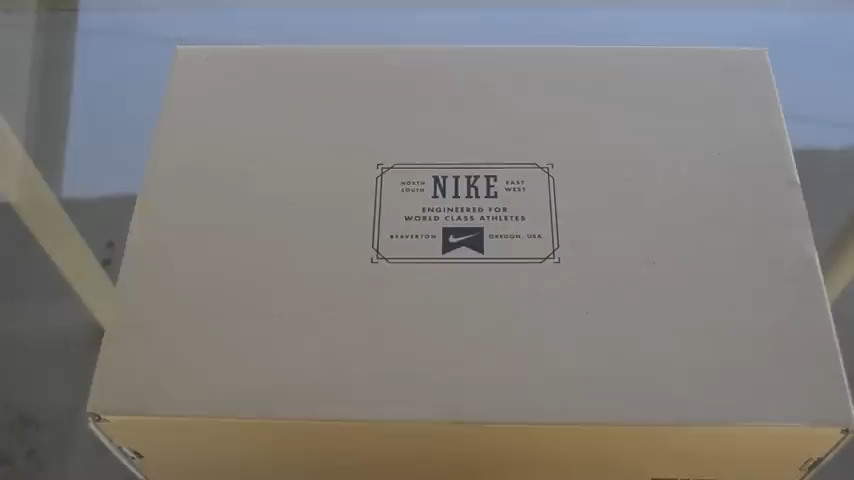 NORTH NIKE EAST
SOUTH WEST
ENGINEERED FOR
WORLD CLASS ATHLETES
BEAVERTON OREGON, USA